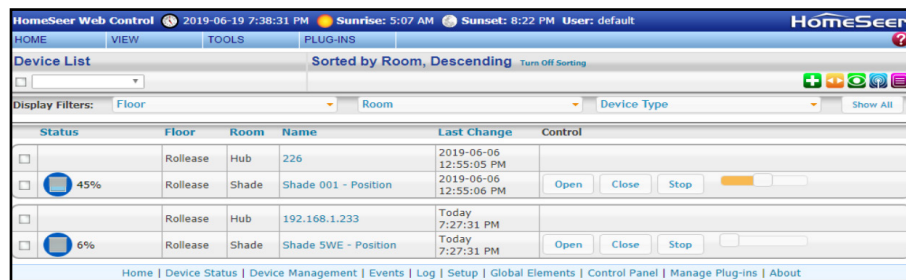 HomeSeer Web Control 2019-06-19 7:38:31 PM Sunrise: 5:07 AM Sunset: 8:22 PM User: default HomeSeer
HOME VIEW TOOLS PLUG-INS ?
Device List Sorted by Room, Descending Turn Off Sorting
Display Filters: Floor Room Device Type Show All
Status Floor Room Name Last Change Control
Rollease Hub 226 2019-06-06
12:55:05 PM
45% Rollease Shade Shade 001 - Position 2019-06-06
12:55:06 PM Open Close Stop
Rollease Hub 192.168.1.233 Today
7:27:31 PM
6% Rollease Shade Shade 5WE - Position Today
7:27:31 PM Open Close Stop
Home | Device Status | Device Management | Events | Log | Setup | Global Elements | Control Panel | Manage Plug-ins | About